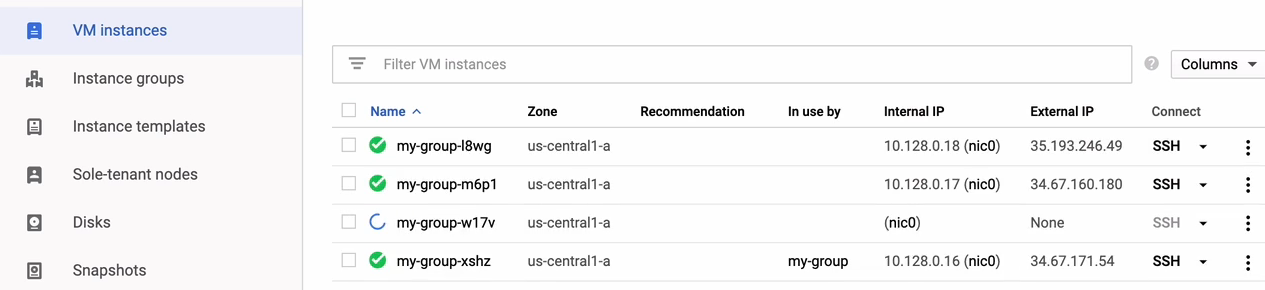 VM instances
Instance groups
Instance templates
Sole-tenant nodes
Disks
Snapshots
Filter VM instances ? Columns
Name Zone Recommendation In use by Internal IP External IP Connect
my-group-l8wg us-central1-a 10.128.0.18 (nic0) 35.193.246.49 SSH
my-group-m6p1 us-central1-a 10.128.0.17 (nic0) 34.67.160.180 SSH
my-group-w17v us-central1-a (nic0) None SSH
my-group-xshz us-central1-a my-group 10.128.0.16 (nic0) 34.67.171.54 SSH